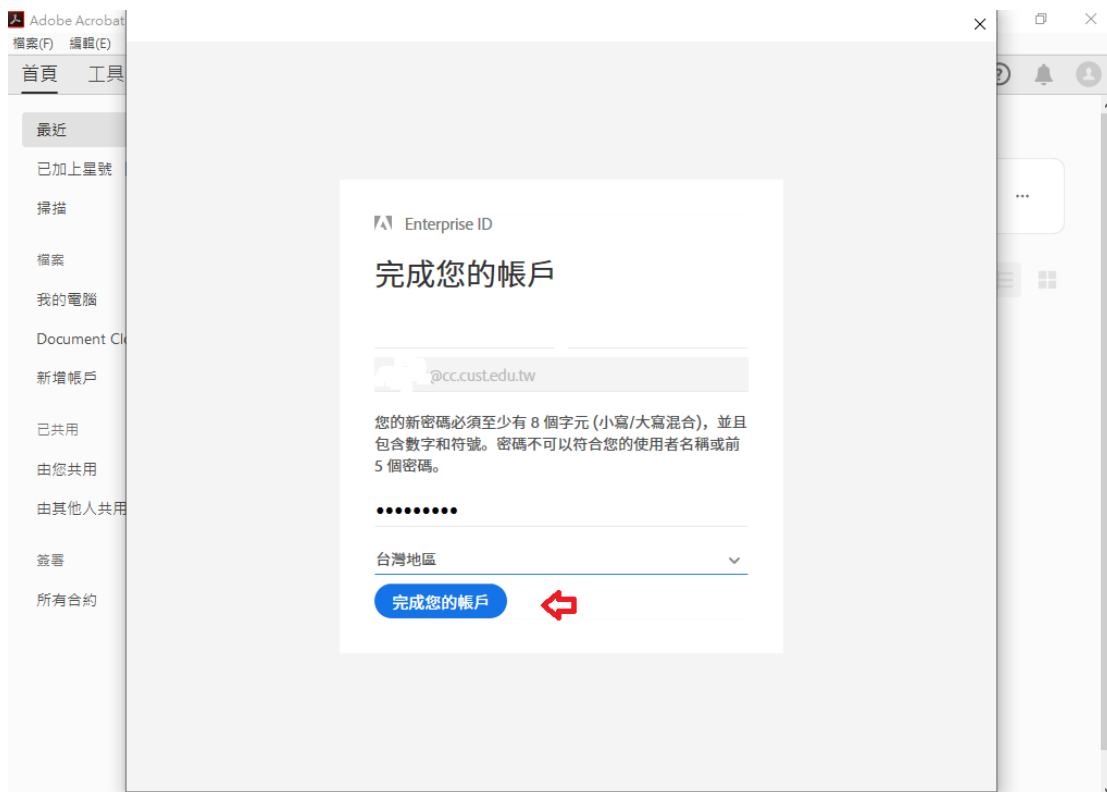 Adobe Acrobat
檔案(F) 編輯(E)
首頁 工具
最近
已加上星號
掃描
檔案
我的電腦
Document Clo
新增帳戶
已共用
由您共用
由其他人共用
簽署
所有合約
Enterprise ID
完成您的帳戶
@cc.cust.edu.tw
您的新密碼必須至少有 8 個字元 (小寫/大寫混合)，並且
包含數字和符號。密碼不可以符合您的使用者名稱或前
5 個密碼。
•••••••••
台灣地區
完成您的帳戶